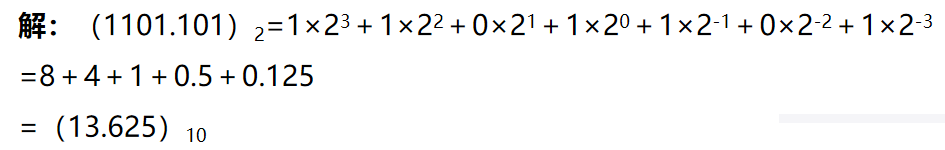 解：（1101.101）₂=1×2³＋1×2²＋0×2¹＋1×2⁰＋1×2⁻¹＋0×2⁻²＋1×2⁻³
=8＋4＋1＋0.5＋0.125
=（13.625）₁₀